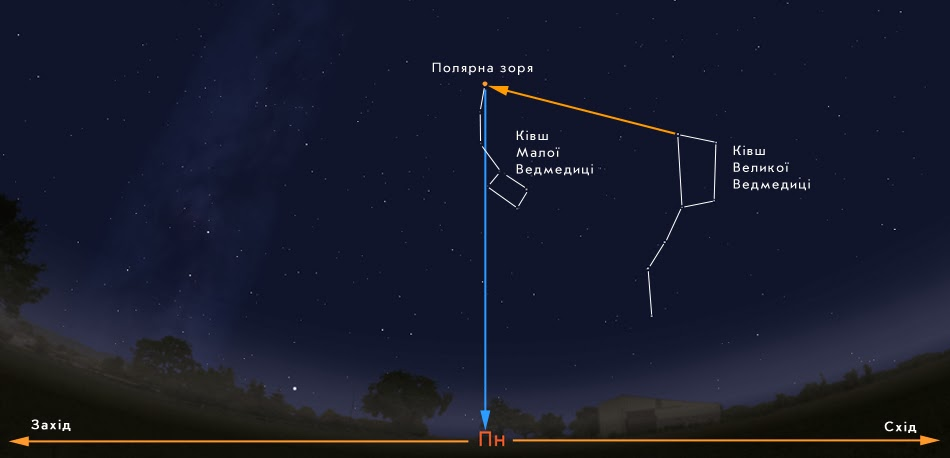 Полярна зоря
Ківш
Малої
Ведмедиці
Ківш
Великої
Ведмедиці
Захід
Пн
Схід